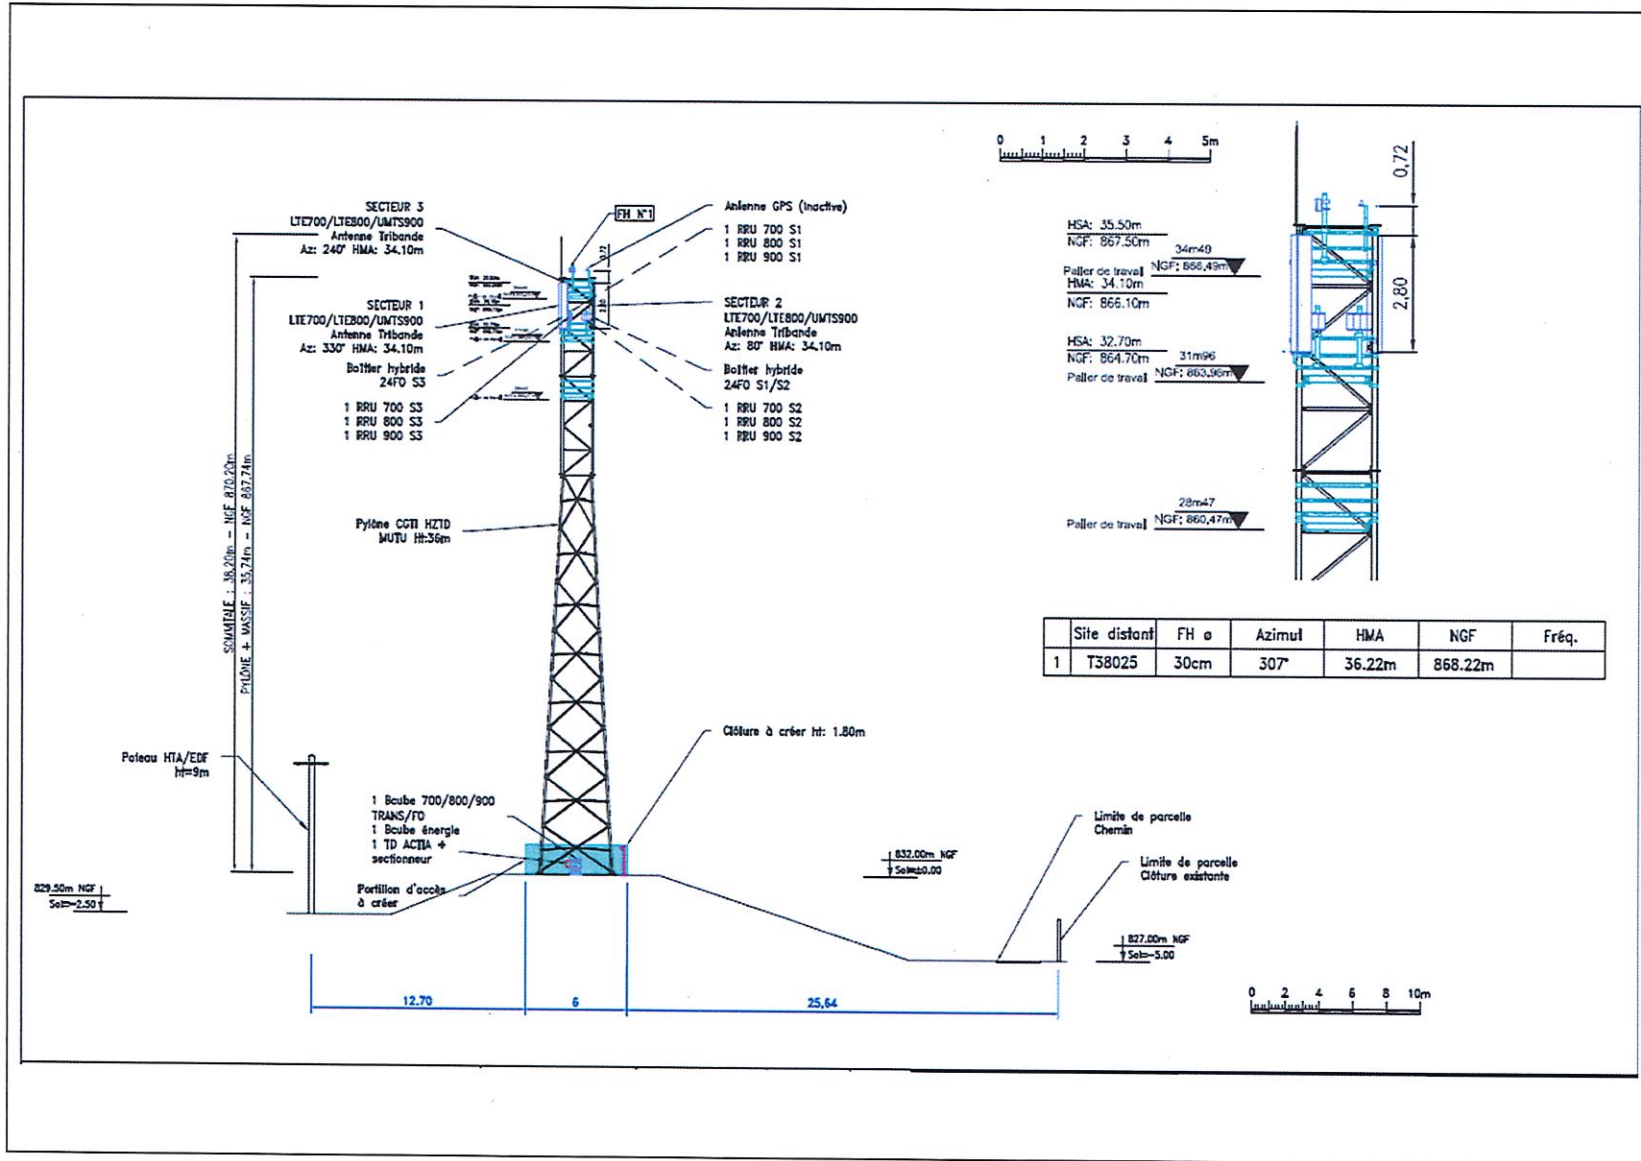 SECTEUR 3
LTE700/LTE800/UMTS900
Antenne Tribande
Az: 240° HMA: 34.10m
FH N°1
Antenne GPS (Inactive)
1 RRU 700 S1
1 RRU 800 S1
1 RRU 900 S1
0,72
2,80
SECTEUR 1
LTE700/LTE800/UMTS900
Antenne Tribande
Az: 330° HMA: 34.10m
SECTEUR 2
LTE700/LTE800/UMTS900
Antenne Tribande
Az: 80° HMA: 34.10m
Boîtier hybride
24FO S3
Boîtier hybride
24FO S1/S2
1 RRU 700 S3
1 RRU 800 S3
1 RRU 900 S3
1 RRU 700 S2
1 RRU 800 S2
1 RRU 900 S2
SOMMITALE : 38.20m - NGF 870.20m
PYLÔNE + MASSIF : 35.74m - NGF 867.74m
Pylône CGTI HZTD
MUTU Ht:36m
Poteau HTA/EDF
ht=9m
Clôture à créer ht: 1.80m
1 Bcube 700/800/900
TRANS/FO
1 Bcube énergie
1 TD ACTIA +
sectionneur
Portillon d'accès
à créer
829.50m NGF
Sol=-2.50
832.00m NGF
Sol=±0.00
Limite de parcelle
Chemin
Limite de parcelle
Clôture existante
827.00m NGF
Sol=-5.00
12.70
6
25,64
0 2 4 6 8 10m
0 1 2 3 4 5m
0,72
2,80
HSA: 35.50m
NGF: 867.50m
34m49
Palier de travail NGF: 866,49m
HMA: 34.10m
NGF: 866.10m
HSA: 32.70m
NGF: 864.70m
31m96
Palier de travail NGF: 863,96m
28m47
Palier de travail NGF: 860,47m
Site distant FH ø Azimut HMA NGF Fréq.
1 T38025 30cm 307° 36.22m 868.22m